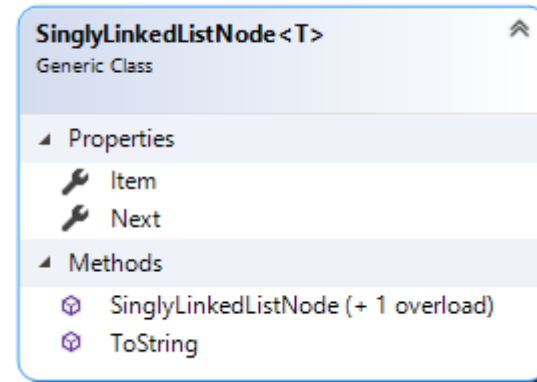 SinglyLinkedListNode<T>
Generic Class
Properties
Item
Next
Methods
SinglyLinkedListNode (+ 1 overload)
ToString